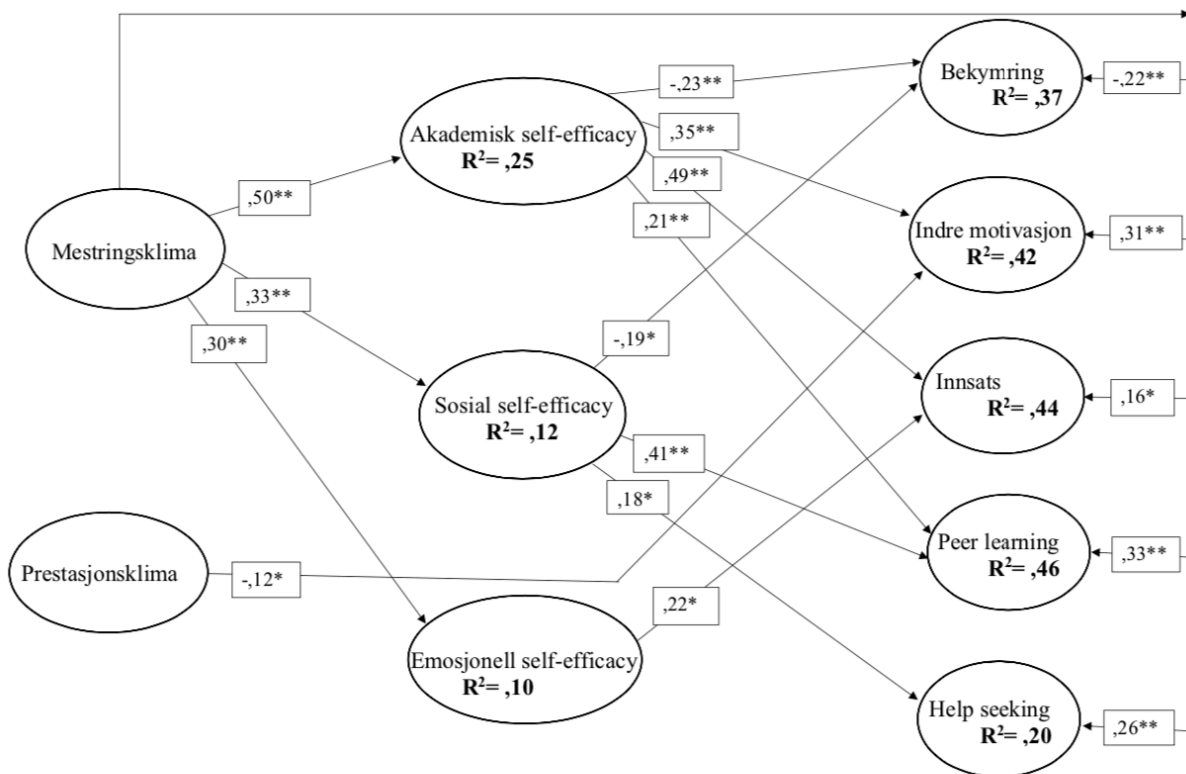 Bekymring
R²= ,37
-,23**
-,22**
Akademisk self-efficacy
R²= ,25
,35**
,49**
,21**
,50**
Mestringsklima
Indre motivasjon
R²= ,42
,31**
,33**
,30**
-,19*
Sosial self-efficacy
R²= ,12
Innsats
R²= ,44
,16*
,41**
,18*
Prestasjonsklima
-,12*
Peer learning
R²= ,46
,33**
,22*
Emosjonell self-efficacy
R²= ,10
Help seeking
R²= ,20
,26**